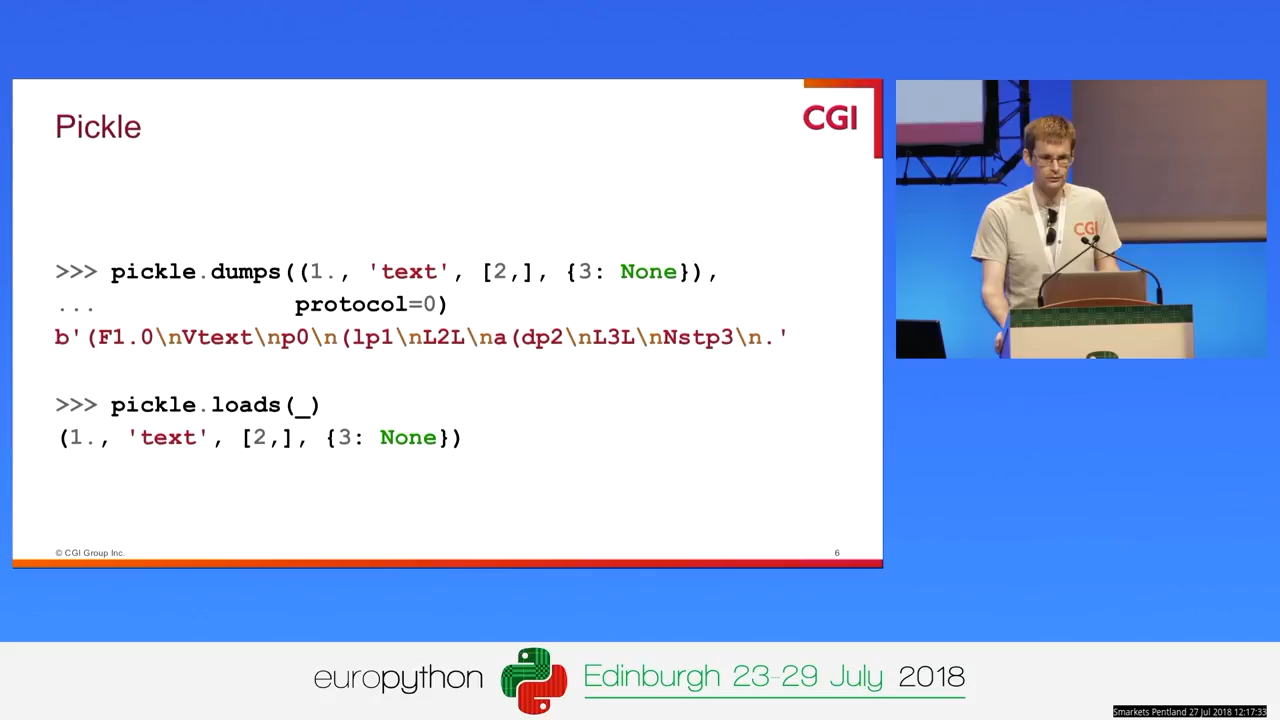 Pickle
CGI
>>> pickle.dumps((1., 'text', [2,], {3: None}),
... protocol=0)
b'(F1.0\nVtext\np0\n(lp1\nL2L\na(dp2\nL3L\nNstp3\n.'
>>> pickle.loads(_)
(1., 'text', [2,], {3: None})
© CGI Group Inc.
6
CGI
europython
Edinburgh 23-29 July 2018
Smarkets Pentland 27 Jul 2018 12:17:33